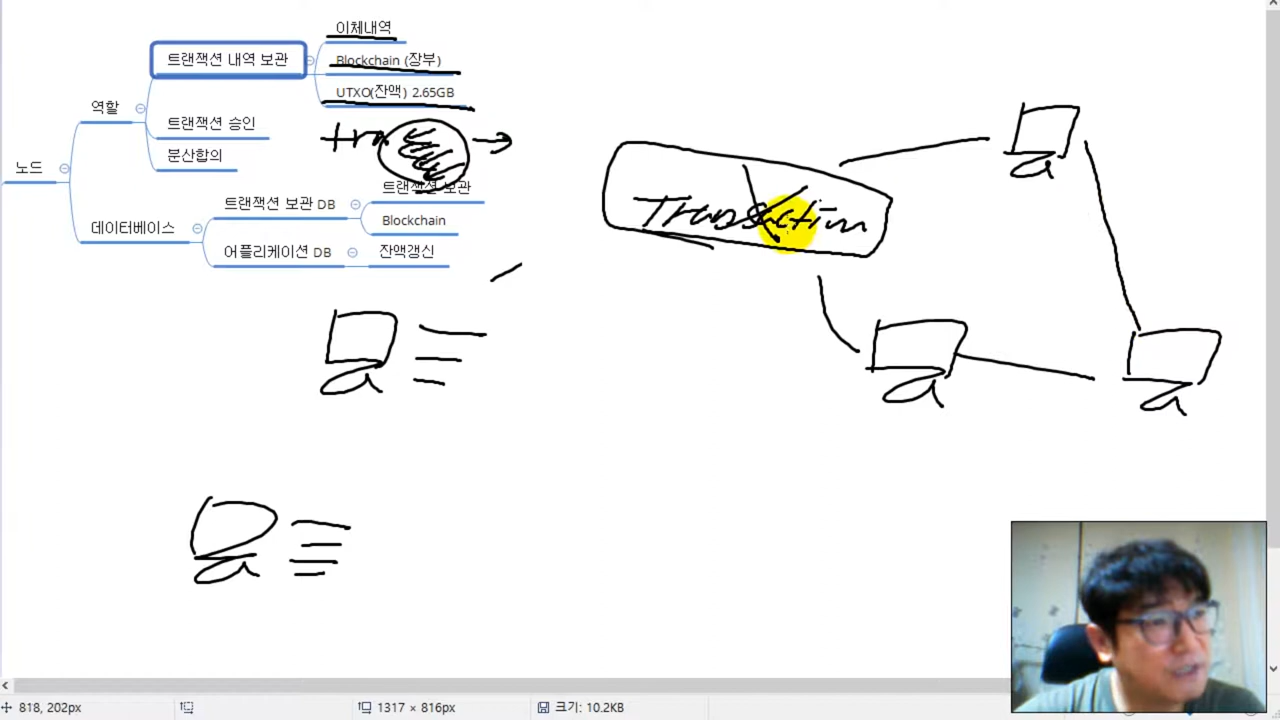 이체내역
트랜잭션 내역 보관
Blockchain (장부)
UTXO(잔액) 2.65GB
역할
트랜잭션 승인
분산합의
노드
tra
트랜잭션 보관
트랜잭션 보관 DB
데이터베이스
Blockchain
어플리케이션 DB
잔액갱신
Transaction
818, 202px
1317 × 816px
크기: 10.2KB